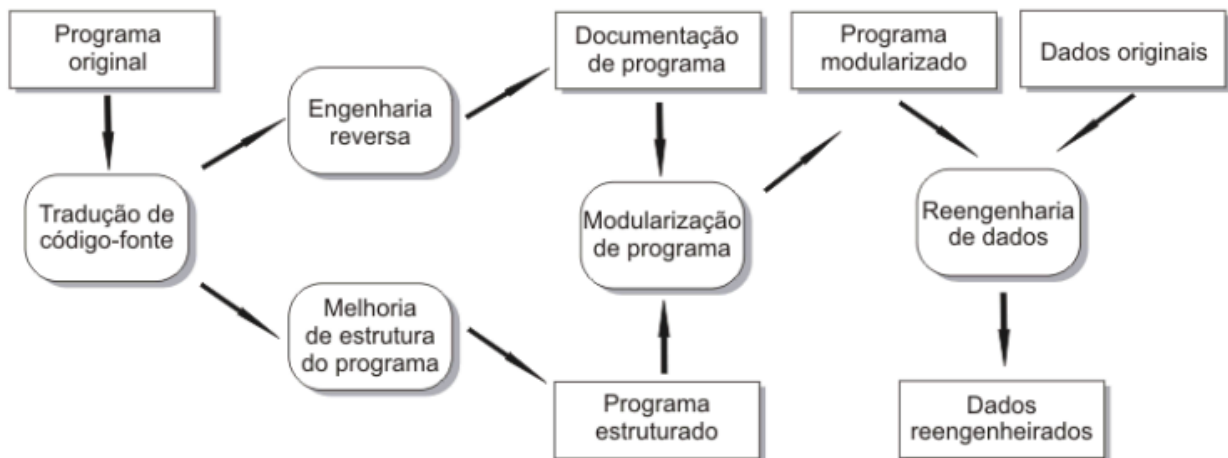 Programa
original
Documentação
de programa
Programa
modularizado
Dados originais
Engenharia
reversa
Tradução de
código-fonte
Modularização
de programa
Reengenharia
de dados
Melhoria
de estrutura
do programa
Programa
estruturado
Dados
reengenheirados